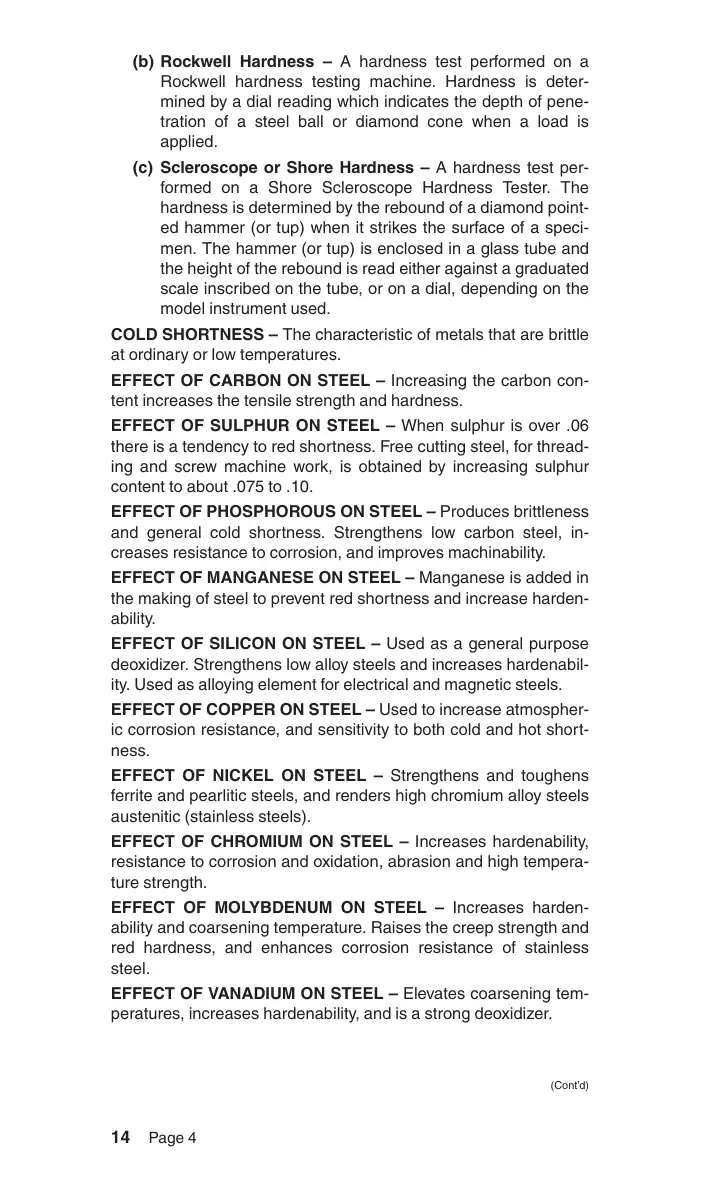 (b) Rockwell Hardness – A hardness test performed on a
Rockwell hardness testing machine. Hardness is deter-
mined by a dial reading which indicates the depth of pene-
tration of a steel ball or diamond cone when a load is
applied.
(c) Scleroscope or Shore Hardness – A hardness test per-
formed on a Shore Scleroscope Hardness Tester. The
hardness is determined by the rebound of a diamond point-
ed hammer (or tup) when it strikes the surface of a speci-
men. The hammer (or tup) is enclosed in a glass tube and
the height of the rebound is read either against a graduated
scale inscribed on the tube, or on a dial, depending on the
model instrument used.
COLD SHORTNESS – The characteristic of metals that are brittle
at ordinary or low temperatures.
EFFECT OF CARBON ON STEEL – Increasing the carbon con-
tent increases the tensile strength and hardness.
EFFECT OF SULPHUR ON STEEL – When sulphur is over .06
there is a tendency to red shortness. Free cutting steel, for thread-
ing and screw machine work, is obtained by increasing sulphur
content to about .075 to .10.
EFFECT OF PHOSPHOROUS ON STEEL – Produces brittleness
and general cold shortness. Strengthens low carbon steel, in-
creases resistance to corrosion, and improves machinability.
EFFECT OF MANGANESE ON STEEL – Manganese is added in
the making of steel to prevent red shortness and increase harden-
ability.
EFFECT OF SILICON ON STEEL – Used as a general purpose
deoxidizer. Strengthens low alloy steels and increases hardenabil-
ity. Used as alloying element for electrical and magnetic steels.
EFFECT OF COPPER ON STEEL – Used to increase atmospher-
ic corrosion resistance, and sensitivity to both cold and hot short-
ness.
EFFECT OF NICKEL ON STEEL – Strengthens and toughens
ferrite and pearlitic steels, and renders high chromium alloy steels
austenitic (stainless steels).
EFFECT OF CHROMIUM ON STEEL – Increases hardenability,
resistance to corrosion and oxidation, abrasion and high tempera-
ture strength.
EFFECT OF MOLYBDENUM ON STEEL – Increases harden-
ability and coarsening temperature. Raises the creep strength and
red hardness, and enhances corrosion resistance of stainless
steel.
EFFECT OF VANADIUM ON STEEL – Elevates coarsening tem-
peratures, increases hardenability, and is a strong deoxidizer.
(Cont'd)
14 Page 4